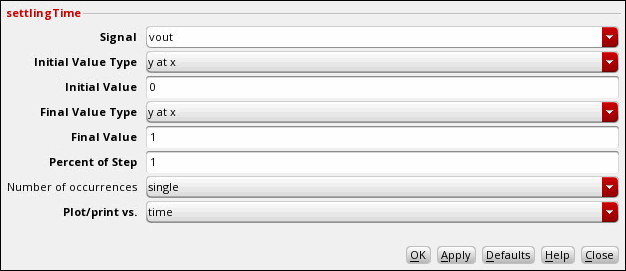 settlingTime
Signal vout
Initial Value Type y at x
Initial Value 0
Final Value Type y at x
Final Value 1
Percent of Step 1
Number of occurrences single
Plot/print vs. time
OK Apply Defaults Help Close